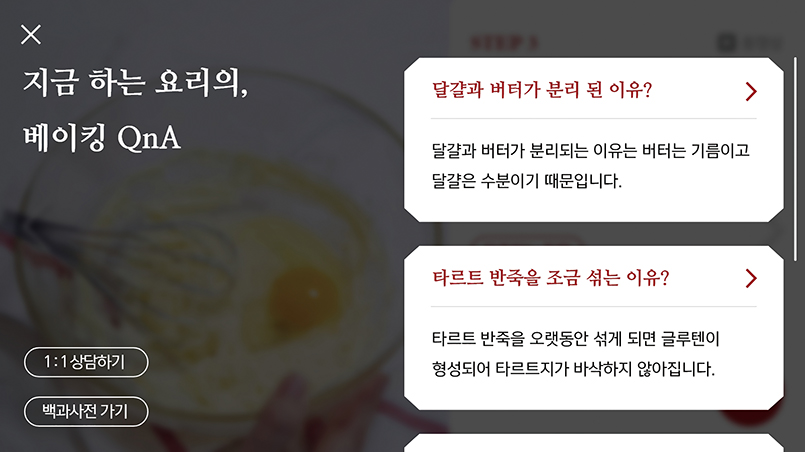 지금 하는 요리의,
베이킹 QnA
1:1 상담하기
백과사전 가기
STEP 3
달걀과 버터가 분리 된 이유?
달걀과 버터가 분리되는 이유는 버터는 기름이고
달걀은 수분이기 때문입니다.
타르트 반죽을 조금 섞는 이유?
타르트 반죽을 오랫동안 섞게 되면 글루텐이
형성되어 타르트지가 바삭하지 않아집니다.